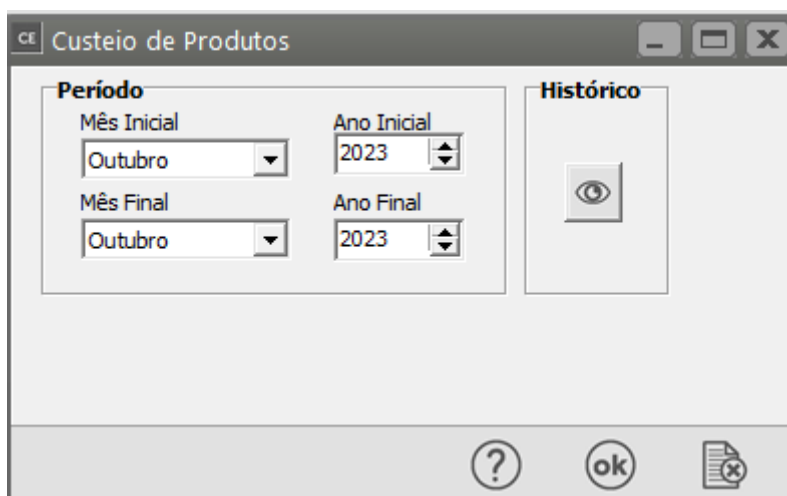 CE Custeio de Produtos
Período
Mês Inicial
Ano Inicial
Outubro
2023
Mês Final
Ano Final
Outubro
2023
Histórico
? ok